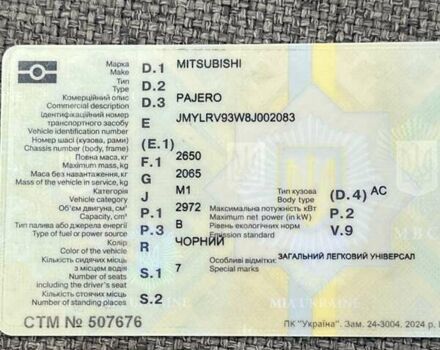 Марка D.1 MITSUBISHI
Make
Тип D.2
Type
Комерційний опис D.3 PAJERO
Commercial description
Ідентифікаційний номер
транспортного засобу E JMYLRV93W8J002083
Vehicle identification number
Номер шасі (кузова, рами) (E.1)
Chassis number (body, frame)
Повна маса, кг F.1 2650
Maximum mass, kg
Маса без навантаження, кг G 2065
Mass of the vehicle in service, kg
Категорія J M1 Тип кузова (D.4) АС
Vehicle category Body type
Об'єм двигуна, см³ P.1 2972 Максимальна потужність кВт P.2
Capacity, cm³ Maximum net power (in kW)
Тип палива або джерела енергії P.3 B Рівень екологічних норм V.9
Type of fuel or power source Emission standard
Колір R ЧОРНИЙ
Color of the vehicle
Кількість сидячих місць
з місцем водія S.1 7 Особливі відмітки: ЗАГАЛЬНИЙ ЛЕГКОВИЙ УНІВЕРСАЛ
Number of seats, Special marks
including the driver's seat
Кількість стоячих місць S.2
Number of standing places
MIA UKRAINE
СТМ № 507676
ПК "Україна". Зам. 24-3004. 2024 р.